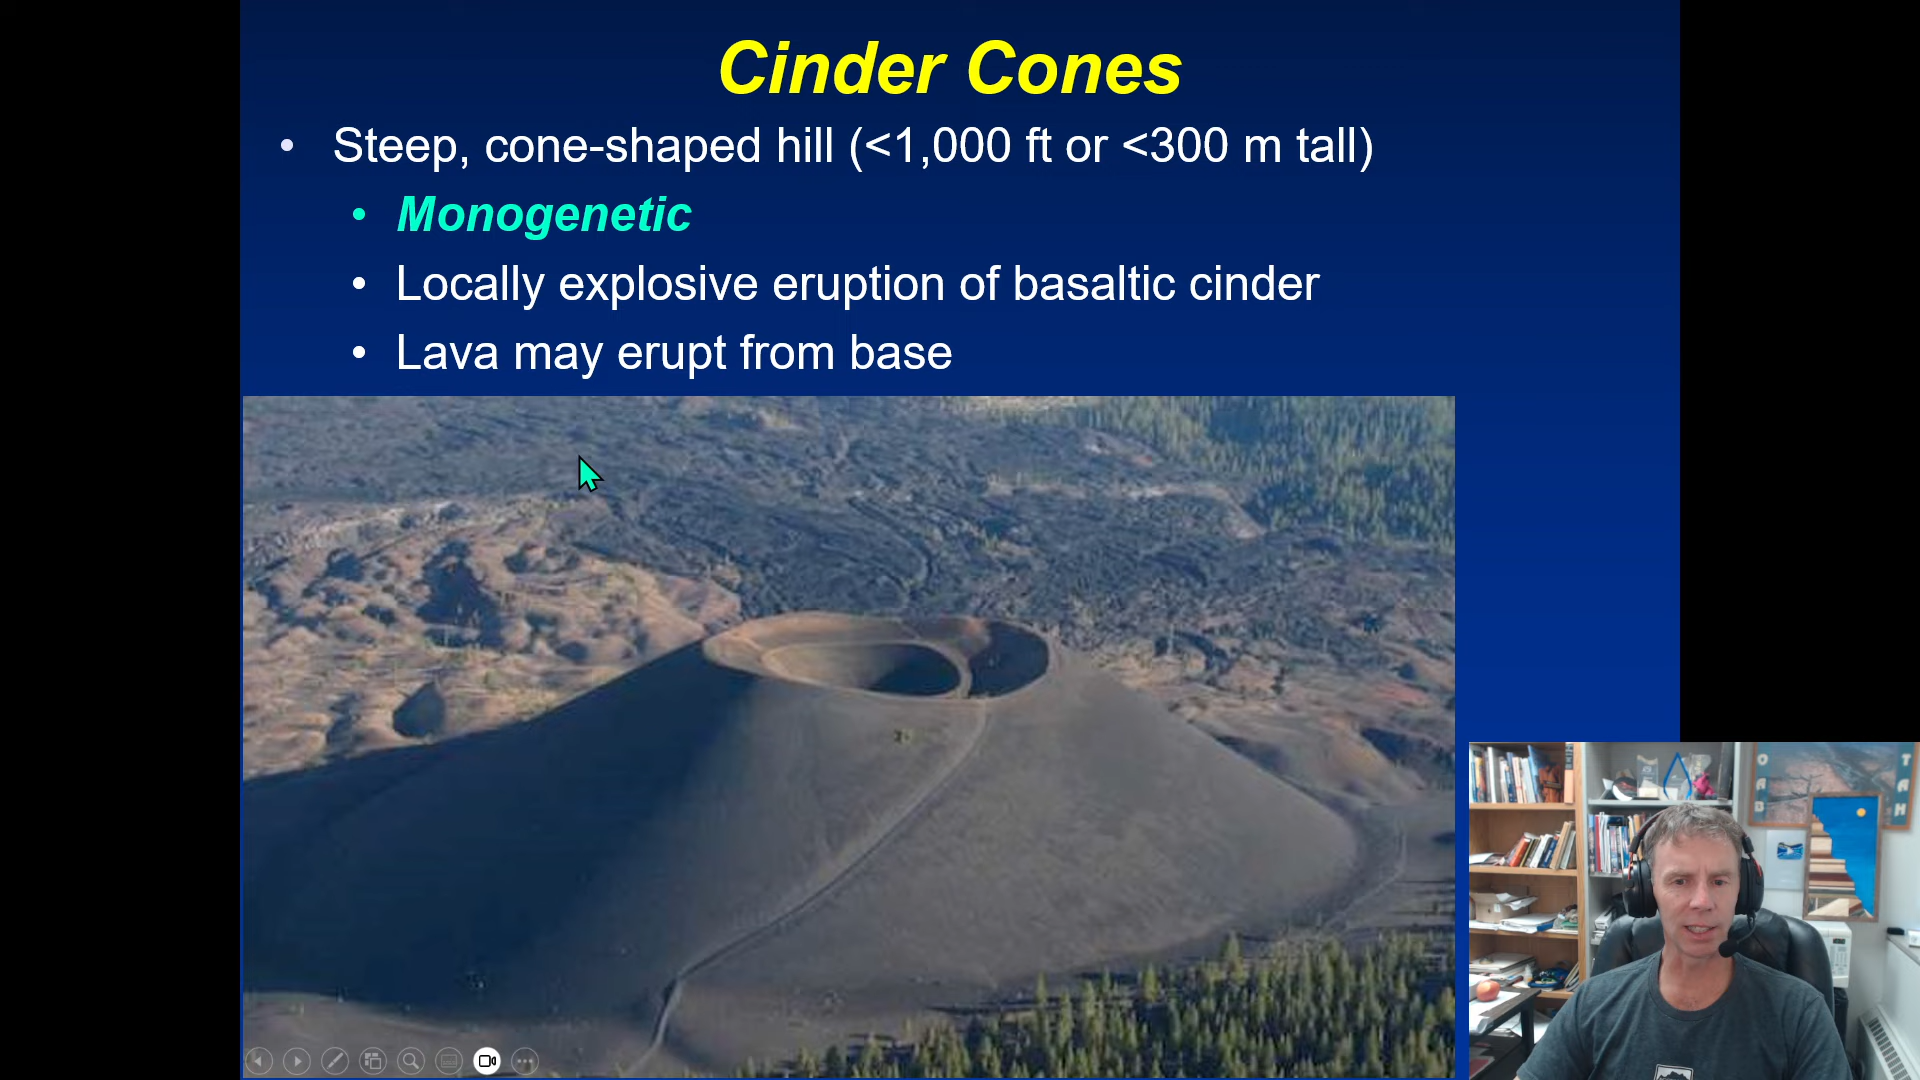 Cinder Cones
• Steep, cone-shaped hill (<1,000 ft or <300 m tall)
• Monogenetic
• Locally explosive eruption of basaltic cinder
• Lava may erupt from base